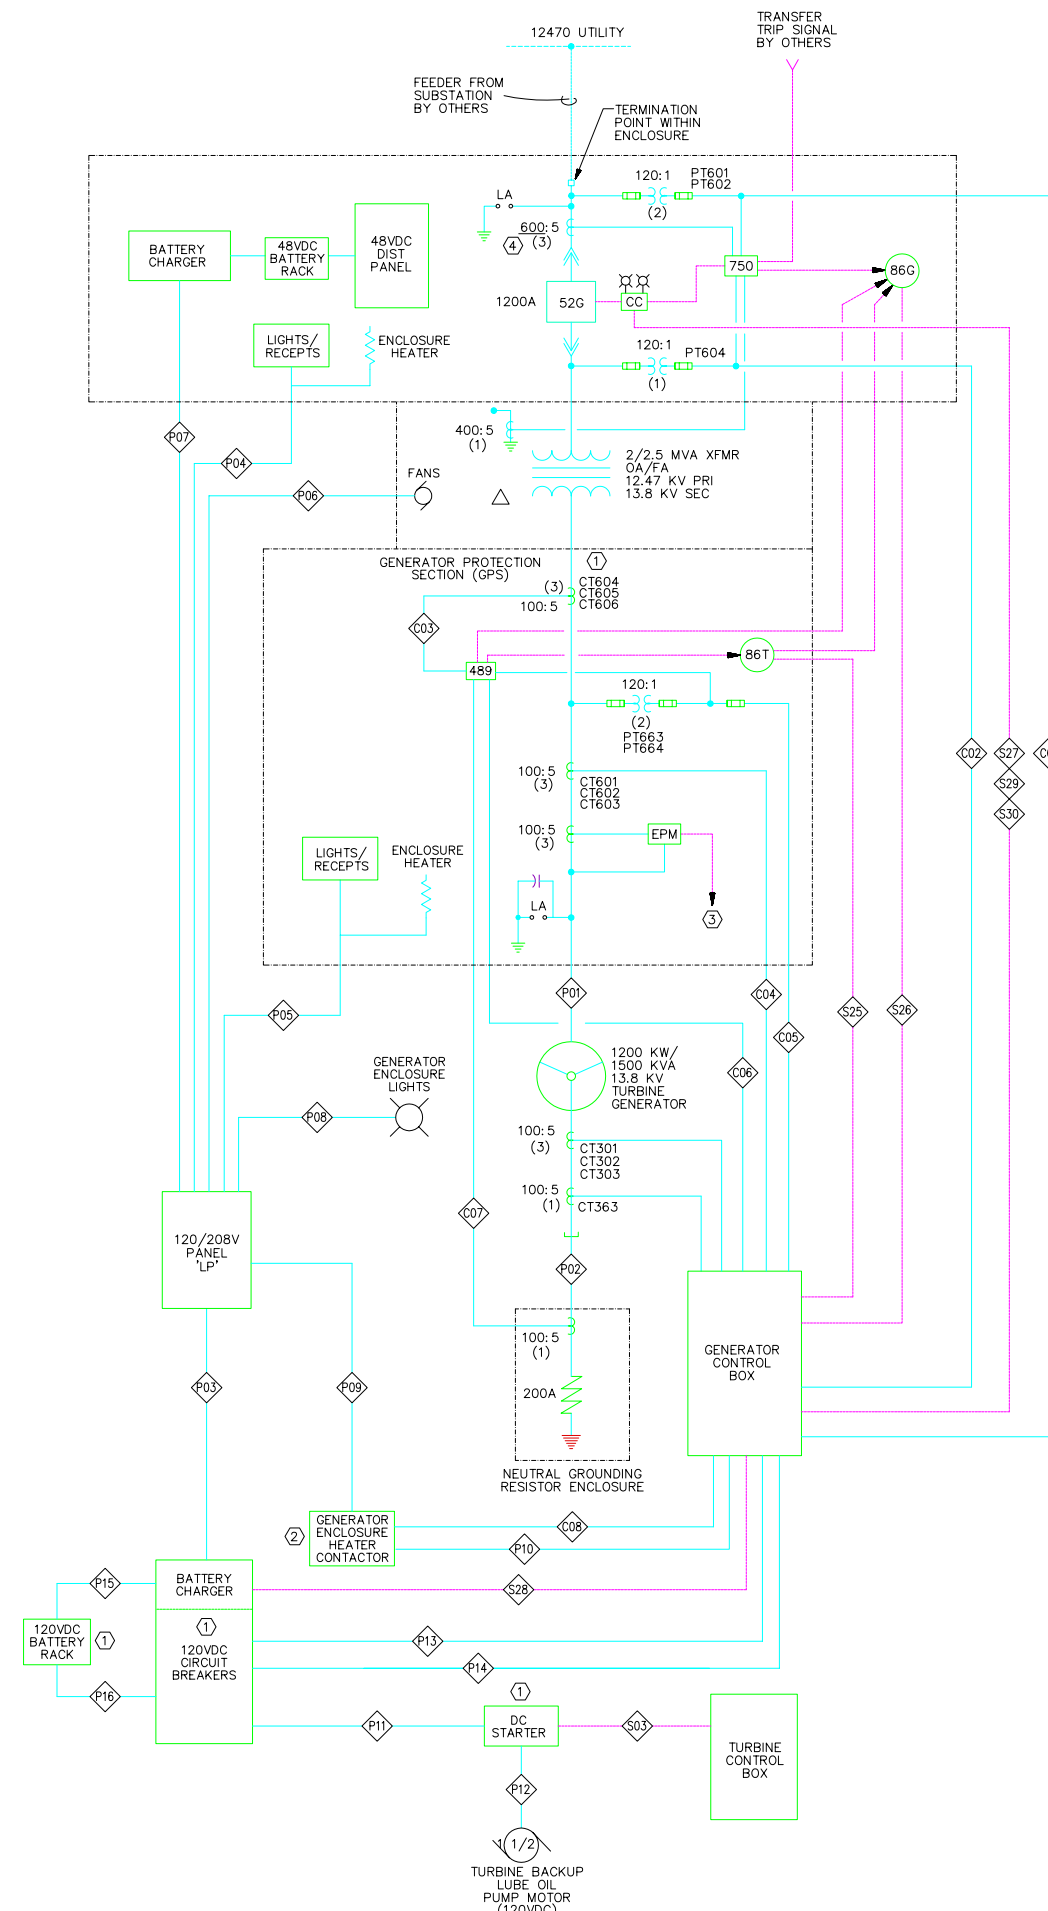 12470 UTILITY
TRANSFER
TRIP SIGNAL
BY OTHERS
FEEDER FROM
SUBSTATION
BY OTHERS
TERMINATION
POINT WITHIN
ENCLOSURE
120:1
PT601
PT602
(2)
LA
600:5
(3)
4
BATTERY
CHARGER
48VDC
BATTERY
RACK
48VDC
DIST
PANEL
750
86G
1200A
52G
CC
LIGHTS/
RECEPTS
ENCLOSURE
HEATER
120:1
PT604
(1)
P07
400:5
(1)
P04
2/2.5 MVA XFMR
OA/FA
12.47 KV PRI
13.8 KV SEC
FANS
P06
GENERATOR PROTECTION
SECTION (GPS)
1
(3)
100:5
CT604
CT605
CT606
C03
489
86T
120:1
(2)
PT663
PT664
C02
S27
S29
S30
100:5
(3)
CT601
CT602
CT603
100:5
(3)
EPM
LIGHTS/
RECEPTS
ENCLOSURE
HEATER
LA
3
P01
C04
P05
S25
S26
C05
GENERATOR
ENCLOSURE
LIGHTS
1200 KW/
1500 KVA
13.8 KV
TURBINE
GENERATOR
C06
P08
100:5
(3)
CT301
CT302
CT303
100:5
(1)
CT363
C07
120/208V
PANEL
'LP'
P02
100:5
(1)
GENERATOR
CONTROL
BOX
P03
P09
200A
NEUTRAL GROUNDING
RESISTOR ENCLOSURE
GENERATOR
ENCLOSURE
HEATER
CONTACTOR
2
C08
P10
BATTERY
CHARGER
P15
S28
120VDC
BATTERY
RACK
1
1
120VDC
CIRCUIT
BREAKERS
P13
P14
P16
1
P11
DC
STARTER
S03
TURBINE
CONTROL
BOX
P12
1 1/2
TURBINE BACKUP
LUBE OIL
PUMP MOTOR
(120VDC)